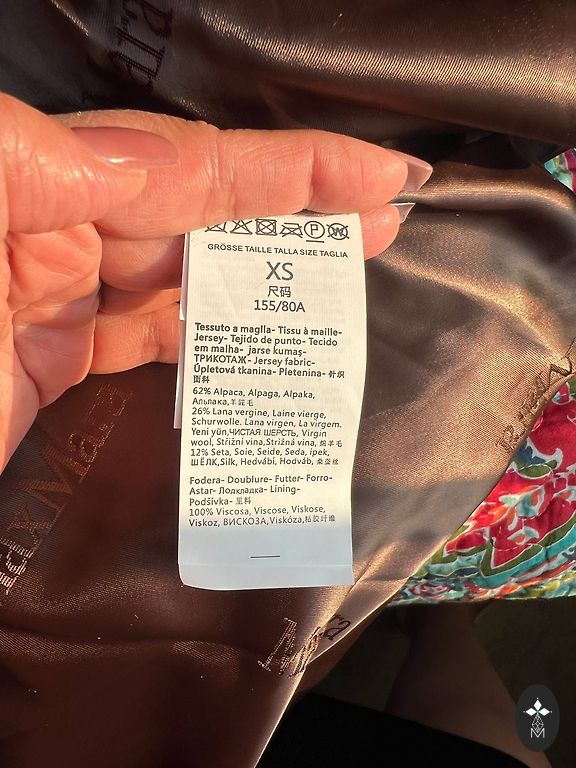 GRÖSSE TAILLE TALLA SIZE TAGLIA
XS
尺码
155/80A
Tessuto a maglia- Tissu à maille-
Jersey- Tejido de punto- Tecido
em malha- jarse kumaş-
ТРИКОТАЖ- Jersey fabric-
Úpletová tkanina- Pletenina- 针织
面料
62% Alpaca, Alpaga, Alpaka,
Альпака,羊驼毛
26% Lana vergine, Laine vierge,
Schurwolle. Lana virgen, La virgem.
Yeni yün,ЧИСТАЯ ШЕРСТЬ, Virgin
wool, Střižní vina,Strižná vina, 绵羊毛
12% Seta, Soie, Seide, Seda, ipek,
ШЁЛК,Silk, Hedvábí, Hodváb, 桑蚕丝
Fodera- Doublure- Futter- Forro-
Astar- Подкладка- Lining-
Podšívka- 里料
100% Viscosa, Viscose, Viskose,
Viskoz, ВИСКОЗА,Viskóza,粘胶纤维
axMara
Ma ra